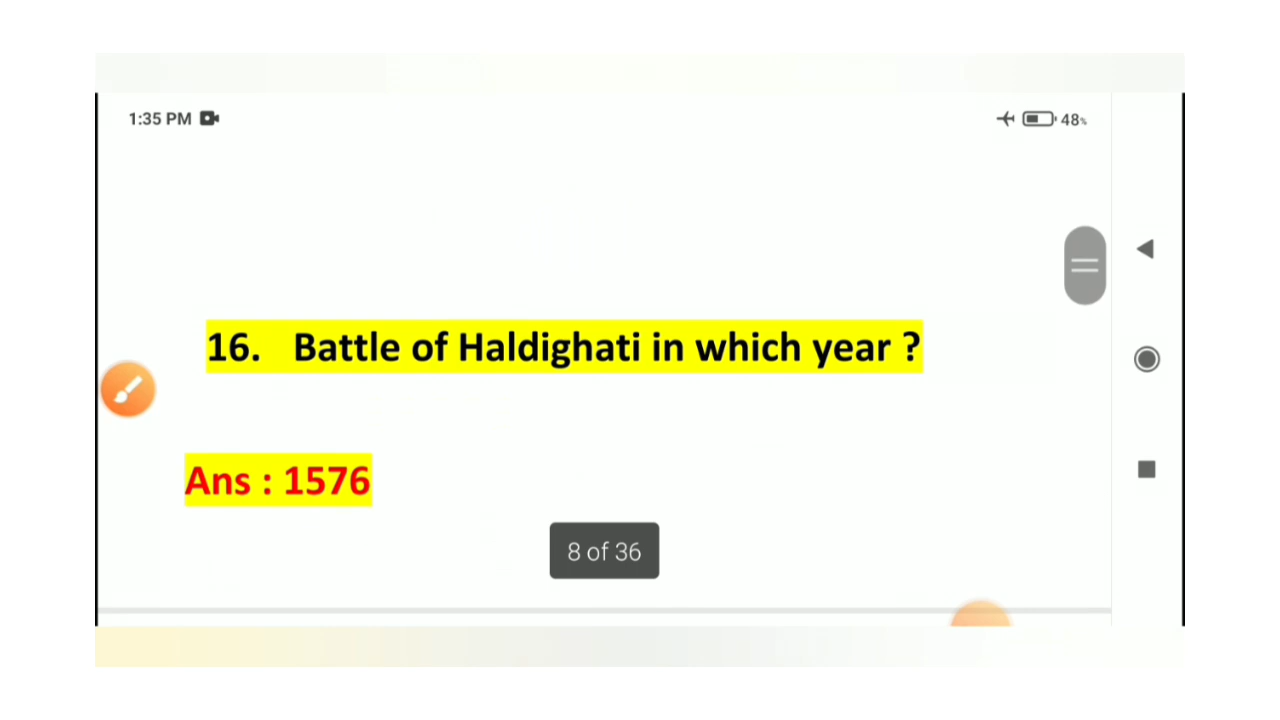 1:35 PM 48%
16. Battle of Haldighati in which year ?
Ans : 1576
8 of 36